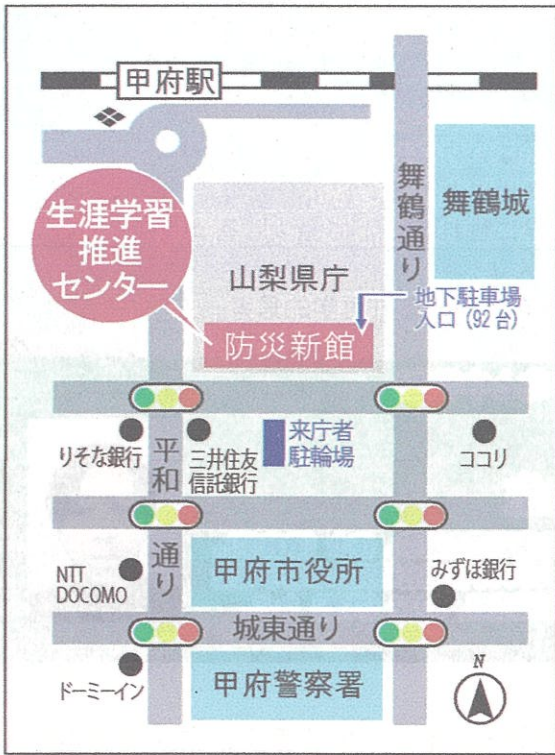 甲府駅
舞鶴通り
舞鶴城
生涯学習
推進
センター
山梨県庁
地下駐車場
入口（92台）
防災新館
りそな銀行
平和通り
三井住友
信託銀行
来庁者
駐輪場
ココリ
NTT
DOCOMO
甲府市役所
みずほ銀行
城東通り
ドーミーイン
甲府警察署
N